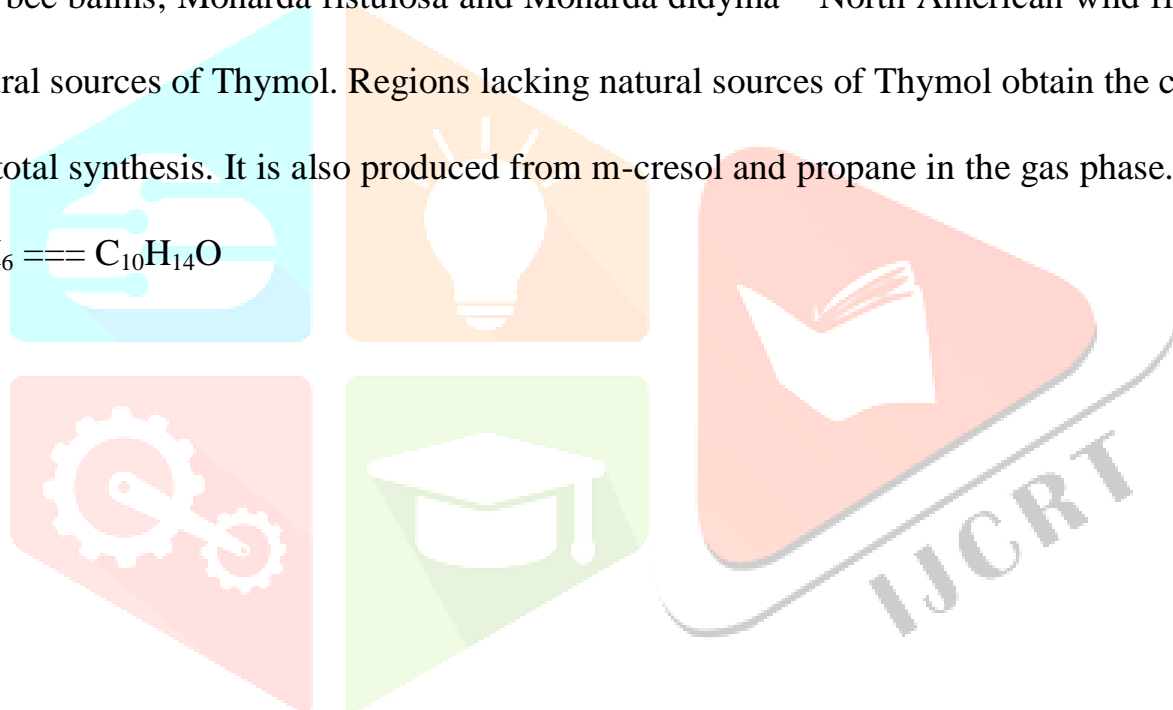 bee balms, Monarda fistulosa and Monarda didyma – North American wild
ral sources of Thymol. Regions lacking natural sources of Thymol obtain the
total synthesis. It is also produced from m-cresol and propane in the gas phase.
6 === C10H14O
IJCRT